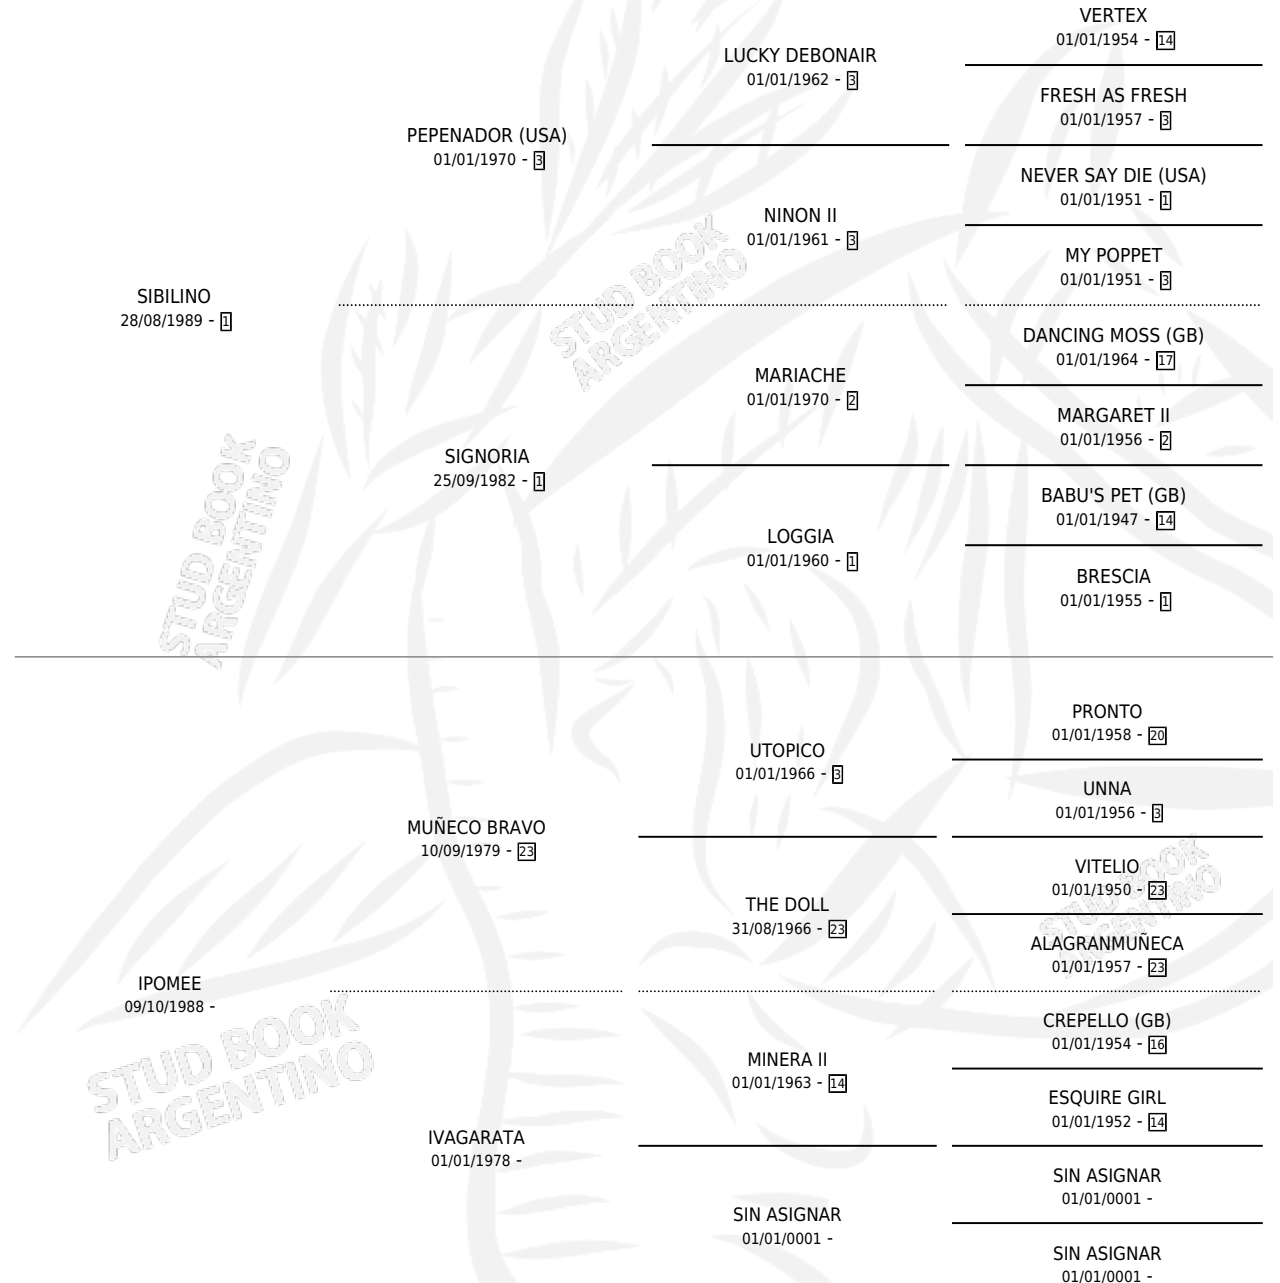 VERTEX
01/01/1954 - 14
LUCKY DEBONAIR
01/01/1962 - 3
FRESH AS FRESH
01/01/1957 - 3
PEPENADOR (USA)
01/01/1970 - 3
NEVER SAY DIE (USA)
01/01/1951 - 1
NINON II
01/01/1961 - 3
MY POPPET
01/01/1951 - 3
SIBILINO
28/08/1989 - 1
DANCING MOSS (GB)
01/01/1964 - 17
MARIACHE
01/01/1970 - 2
MARGARET II
01/01/1956 - 2
SIGNORIA
25/09/1982 - 1
BABU'S PET (GB)
01/01/1947 - 14
LOGGIA
01/01/1960 - 1
BRESCIA
01/01/1955 - 1
PRONTO
01/01/1958 - 20
UTOPICO
01/01/1966 - 3
UNNA
01/01/1956 - 3
MUÑECO BRAVO
10/09/1979 - 23
VITELIO
01/01/1950 - 23
THE DOLL
31/08/1966 - 23
ALAGRANMUÑECA
01/01/1957 - 23
IPOMEE
09/10/1988 -
CREPELLO (GB)
01/01/1954 - 16
MINERA II
01/01/1963 - 14
ESQUIRE GIRL
01/01/1952 - 14
IVAGARATA
01/01/1978 -
SIN ASIGNAR
01/01/0001 -
SIN ASIGNAR
01/01/0001 -
SIN ASIGNAR
01/01/0001 -
STUD BOOK
ARGENTINO
STUD BOOK
ARGENTINO
STUD BOOK
ARGENTINO
STUD BOOK
ARGENTINO